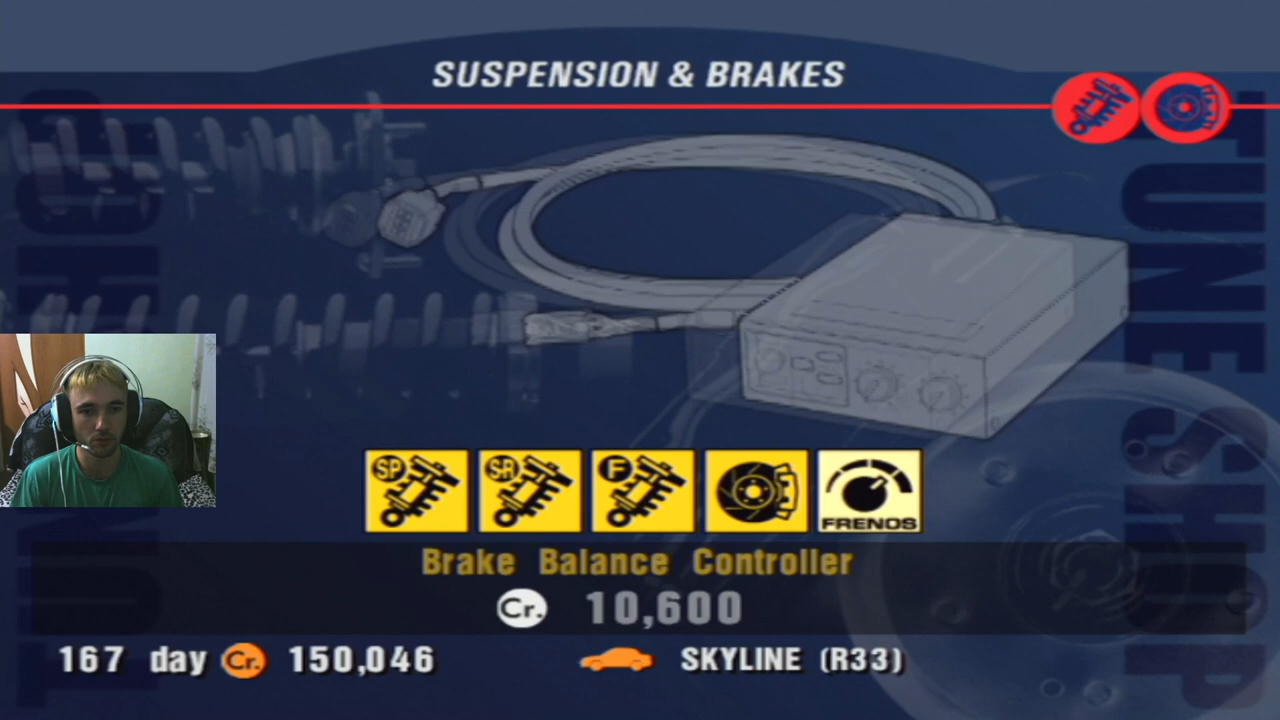 SUSPENSION & BRAKES
TUNE SHOP
SP
S-R
F
FRENOS
Brake Balance Controller
Cr. 10,600
167 day Cr. 150,046 SKYLINE (R33)